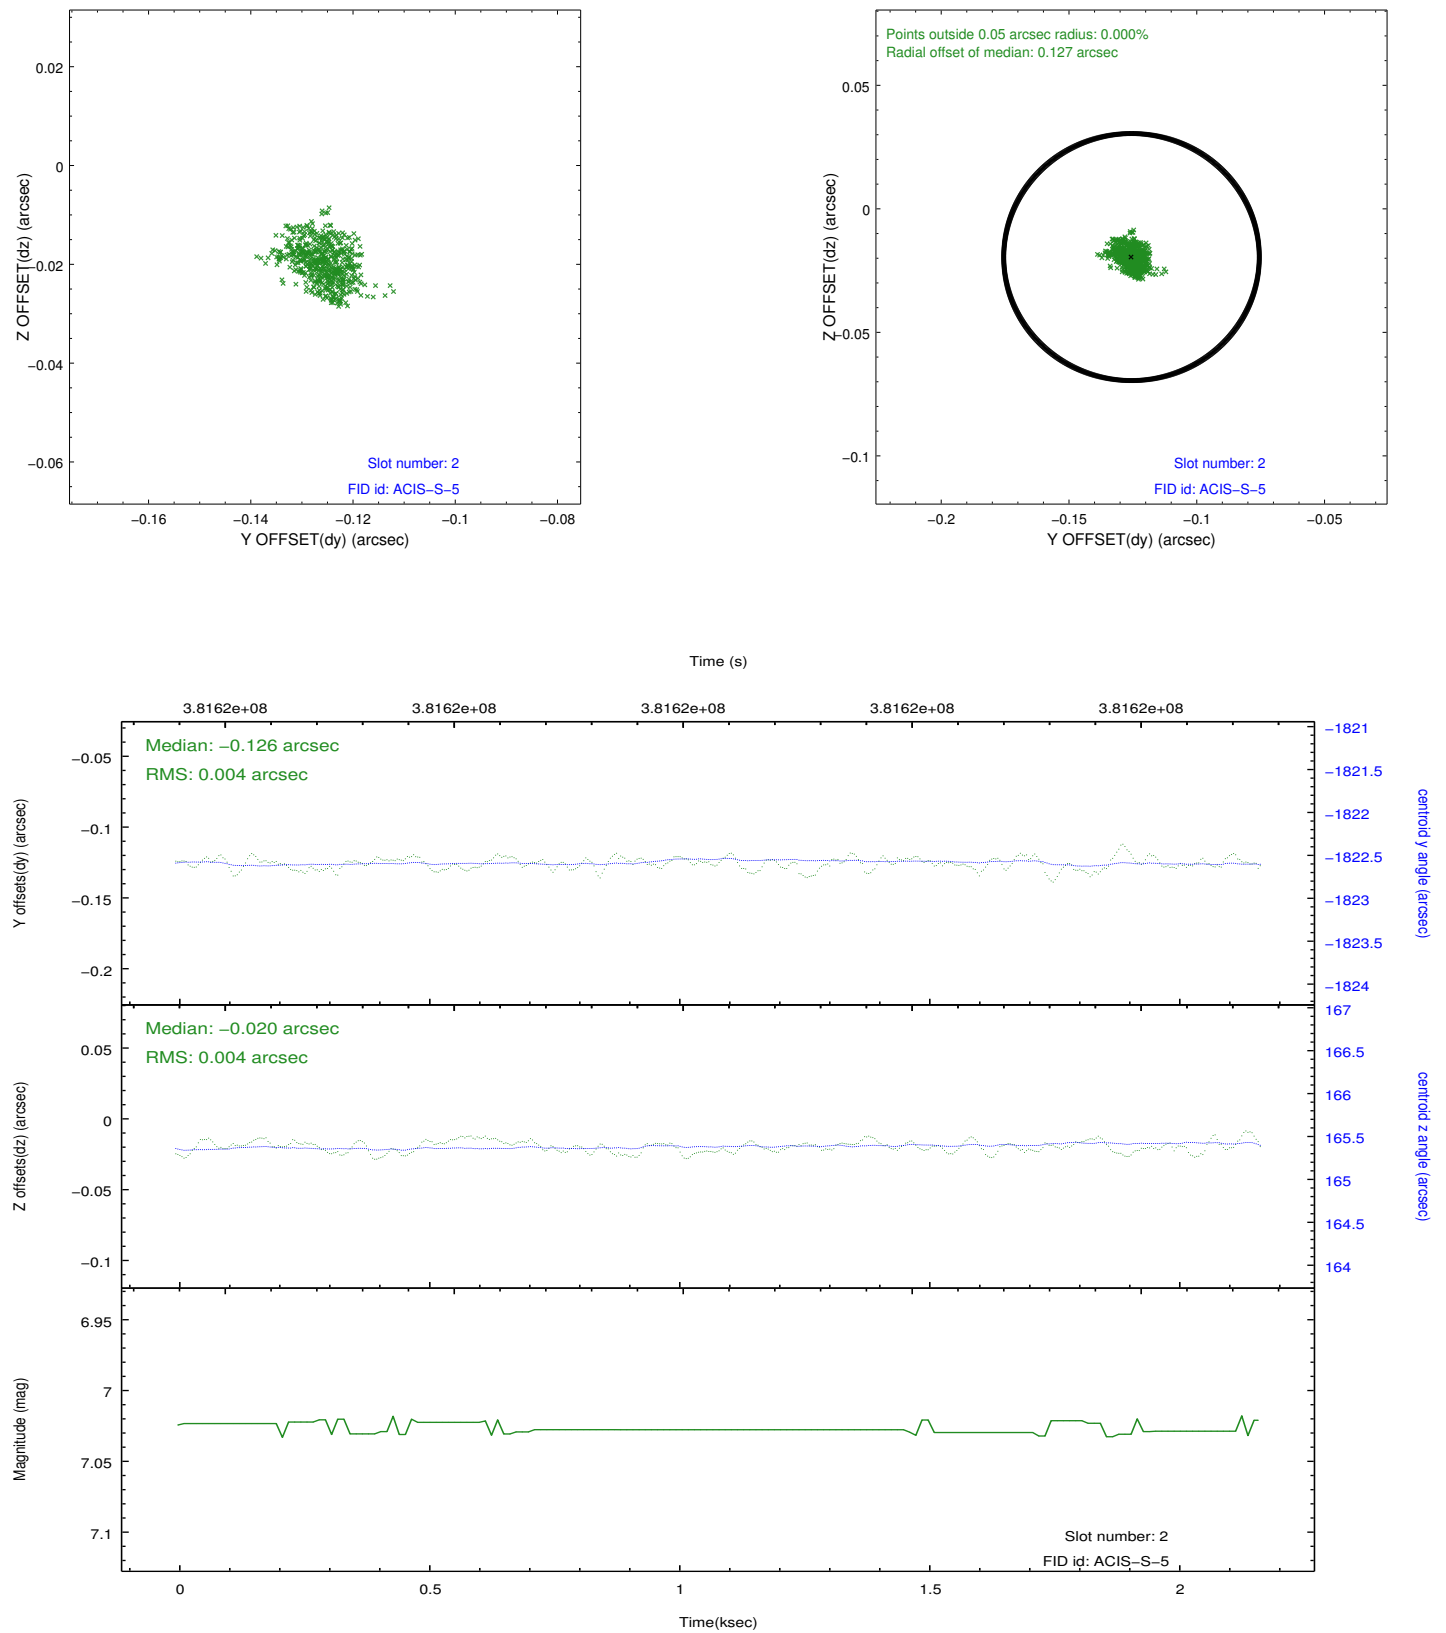 0.02
0
−0.02
−0.04
−0.06
Z OFFSET(dz) (arcsec)
Slot number: 2
FID id: ACIS−S−5
−0.16
−0.14
−0.12
−0.1
−0.08
Y OFFSET(dy) (arcsec)
Points outside 0.05 arcsec radius: 0.000%
Radial offset of median: 0.127 arcsec
0.05
0
−0.05
−0.1
Z OFFSET(dz) (arcsec)
Slot number: 2
FID id: ACIS−S−5
−0.2
−0.15
−0.1
−0.05
Y OFFSET(dy) (arcsec)
Time (s)
3.8162e+08
3.8162e+08
3.8162e+08
3.8162e+08
3.8162e+08
Median: −0.126 arcsec
RMS: 0.004 arcsec
−0.05
−0.1
−0.15
−0.2
Y offsets(dy) (arcsec)
−1821
−1821.5
−1822
−1822.5
−1823
−1823.5
−1824
centroid y angle (arcsec)
Median: −0.020 arcsec
RMS: 0.004 arcsec
0.05
0
−0.05
−0.1
Z offsets(dz) (arcsec)
167
166.5
166
165.5
165
164.5
164
centroid z angle (arcsec)
6.95
7
7.05
7.1
Magnitude (mag)
Slot number: 2
FID id: ACIS−S−5
0
0.5
1
1.5
2
Time(ksec)